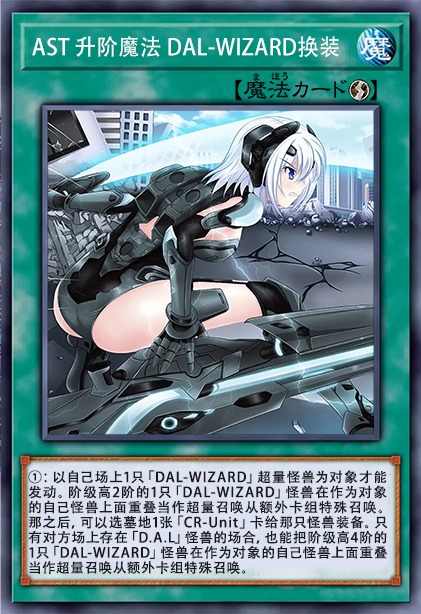 AST 升阶魔法 DAL-WIZARD换装
魔
まほう
【魔法カード】
①：以自己场上1只「DAL-WIZARD」超量怪兽为对象才能
发动。阶级高2阶的1只「DAL-WIZARD」怪兽在作为对象
的自己怪兽上面重叠当作超量召唤从额外卡组特殊召唤。
那之后，可以选墓地1张「CR-Unit」卡给那只怪兽装备。只
有对方场上存在「D.A.L」怪兽的场合，也能把阶级高4阶的
1只「DAL-WIZARD」怪兽在作为对象的自己怪兽上面重叠
当作超量召唤从额外卡组特殊召唤。